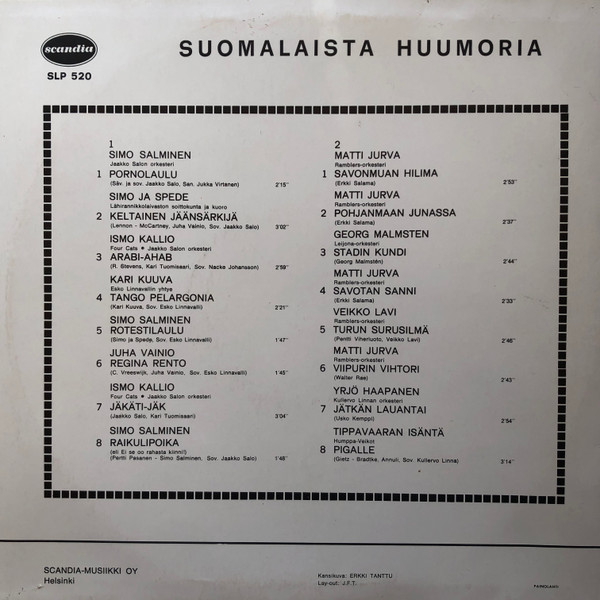 scandia
SLP 520
SUOMALAISTA HUUMORIA
1
SIMO SALMINEN
Jaakko Salon orkesteri
1 PORNOLAULU
(Säv. ja sov. Jaakko Salo, San. Jukka Virtanen) 2'15"
SIMO JA SPEDE
Lähirannikkolaivaston soittokunta ja kuoro
2 KELTAINEN JÄÄNSÄRKIJÄ
(Lennon - McCartney, Juha Vainio, Sov. Jaakko Salo) 3'02"
ISMO KALLIO
Four Cats • Jaakko Salon orkesteri
3 ARABI-AHAB
(R. Stevens, Kari Tuomisaari, Sov. Nacke Johansson) 2'59"
KARI KUUVA
Esko Linnavallin yhtye
4 TANGO PELARGONIA
(Kari Kuuva, Sov. Esko Linnavalli) 2'21"
SIMO SALMINEN
5 ROTESTILAULU
(Simo ja Spede, Sov. Esko Linnavalli) 1'47"
JUHA VAINIO
6 REGINA RENTO
(C. Vreeswijk, Juha Vainio, Sov. Esko Linnavalli) 1'45"
ISMO KALLIO
Four Cats • Jaakko Salon orkesteri
7 JÄKÄTI-JÄK
(Jaakko Salo, Kari Tuomisaari) 3'04"
SIMO SALMINEN
8 RAIKULIPOIKA
(eli Ei se oo rahasta kiinni!)
(Pertti Pasanen - Simo Salminen, Sov. Jaakko Salo) 1'48"
2
MATTI JURVA
Ramblers-orkesteri
1 SAVONMUAN HILIMA
(Erkki Salama) 2'53"
MATTI JURVA
Ramblers-orkesteri
2 POHJANMAAN JUNASSA
(Erkki Salama) 2'37"
GEORG MALMSTEN
Leijona-orkesteri
3 STADIN KUNDI
(Georg Malmstén) 2'44"
MATTI JURVA
Ramblers-orkesteri
4 SAVOTAN SANNI
(Erkki Salama) 2'33"
VEIKKO LAVI
Ramblers-orkesteri
5 TURUN SURUSILMÄ
(Pentti Viherluoto, Veikko Lavi) 2'46"
MATTI JURVA
Ramblers-orkesteri
6 VIIPURIN VIHTORI
(Walter Rae) 2'43"
YRJÖ HAAPANEN
Kullervo Linnan orkesteri
7 JÄTKÄN LAUANTAI
(Usko Kemppi) 2'54"
TIPPAVAARAN ISÄNTÄ
Humppa-Veikot
8 PIGALLE
(Gietz - Bradtke, Annuli, Sov. Kullervo Linna) 3'14"
SCANDIA-MUSIIKKI OY
Helsinki
Kansikuva: ERKKI TANTTU
Lay-out: J.F.T.